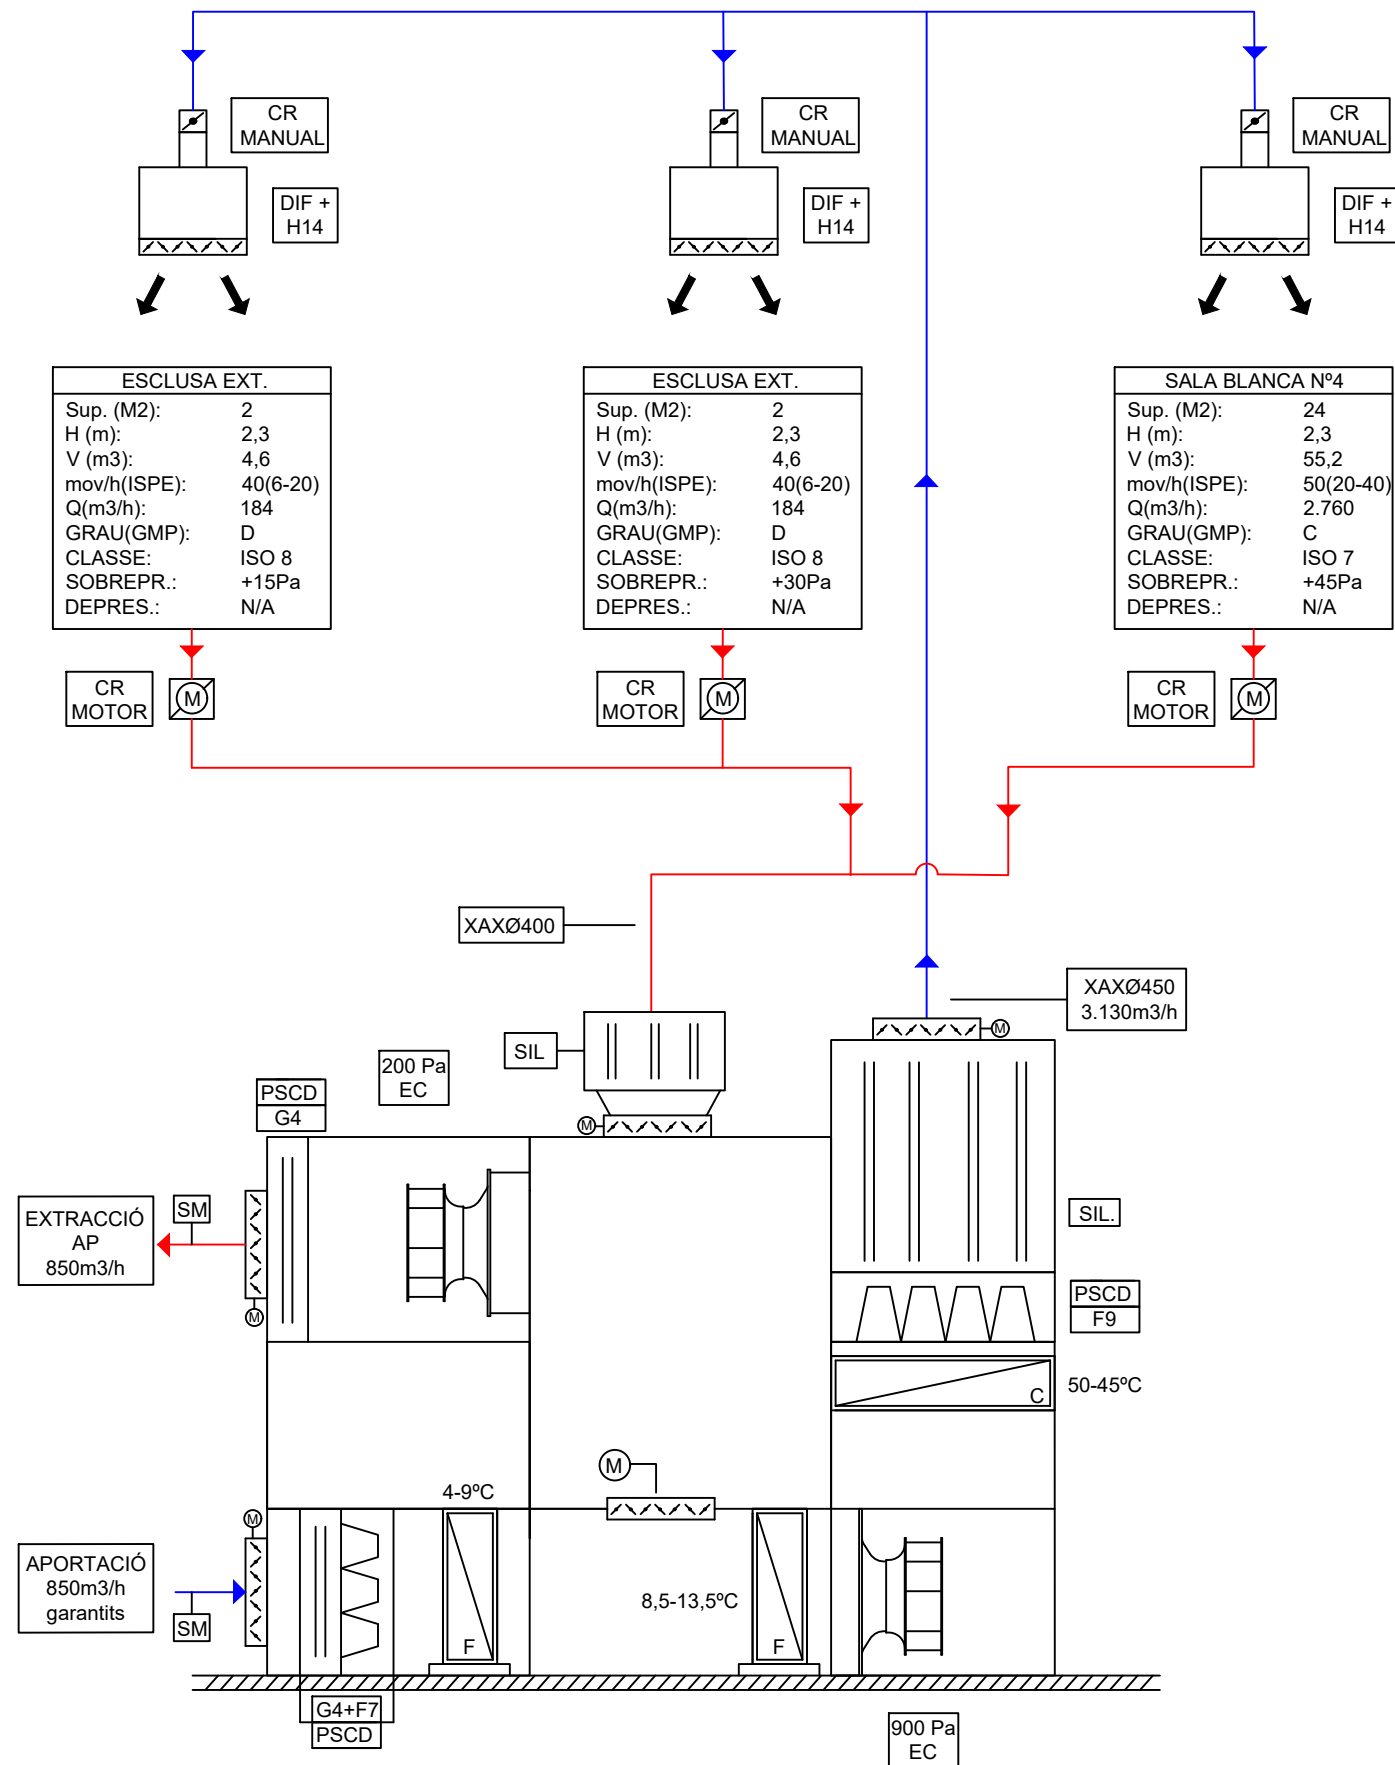 CR
MANUAL
CR
MANUAL
CR
MANUAL
DIF +
H14
DIF +
H14
DIF +
H14
ESCLUSA EXT.
Sup. (M2): 2
H (m): 2,3
V (m3): 4,6
mov/h(ISPE): 40(6-20)
Q(m3/h): 184
GRAU(GMP): D
CLASSE: ISO 8
SOBREPR.: +15Pa
DEPRES.: N/A
ESCLUSA EXT.
Sup. (M2): 2
H (m): 2,3
V (m3): 4,6
mov/h(ISPE): 40(6-20)
Q(m3/h): 184
GRAU(GMP): D
CLASSE: ISO 8
SOBREPR.: +30Pa
DEPRES.: N/A
SALA BLANCA Nº4
Sup. (M2): 24
H (m): 2,3
V (m3): 55,2
mov/h(ISPE): 50(20-40)
Q(m3/h): 2.760
GRAU(GMP): C
CLASSE: ISO 7
SOBREPR.: +45Pa
DEPRES.: N/A
CR
MOTOR
M
CR
MOTOR
M
CR
MOTOR
M
XAXØ400
XAXØ450
3.130m3/h
M
SIL
200 Pa
EC
PSCD
G4
M
EXTRACCIÓ
AP
850m3/h
SM
M
SIL.
PSCD
F9
C
50-45ºC
M
4-9ºC
M
APORTACIÓ
850m3/h
garantits
SM
F
8,5-13,5ºC
F
G4+F7
PSCD
900 Pa
EC